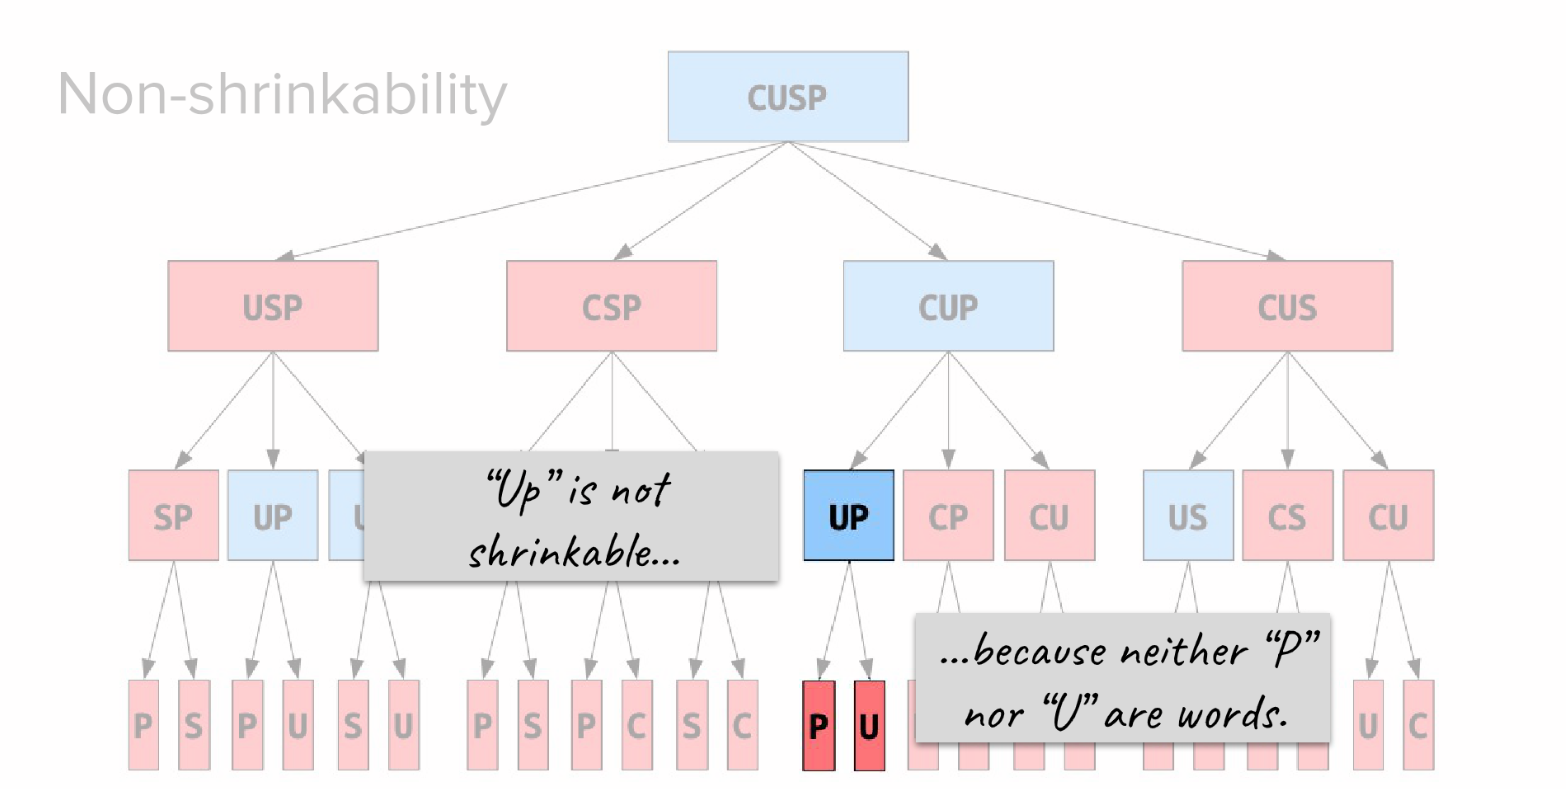 Non-shrinkability
CUSP
USP CSP CUP CUS
SP UP U UP CP CU US CS CU
“Up” is not
shrinkable...
...because neither “P”
nor “U” are words.
P S P U S U P S P C S C P U U C